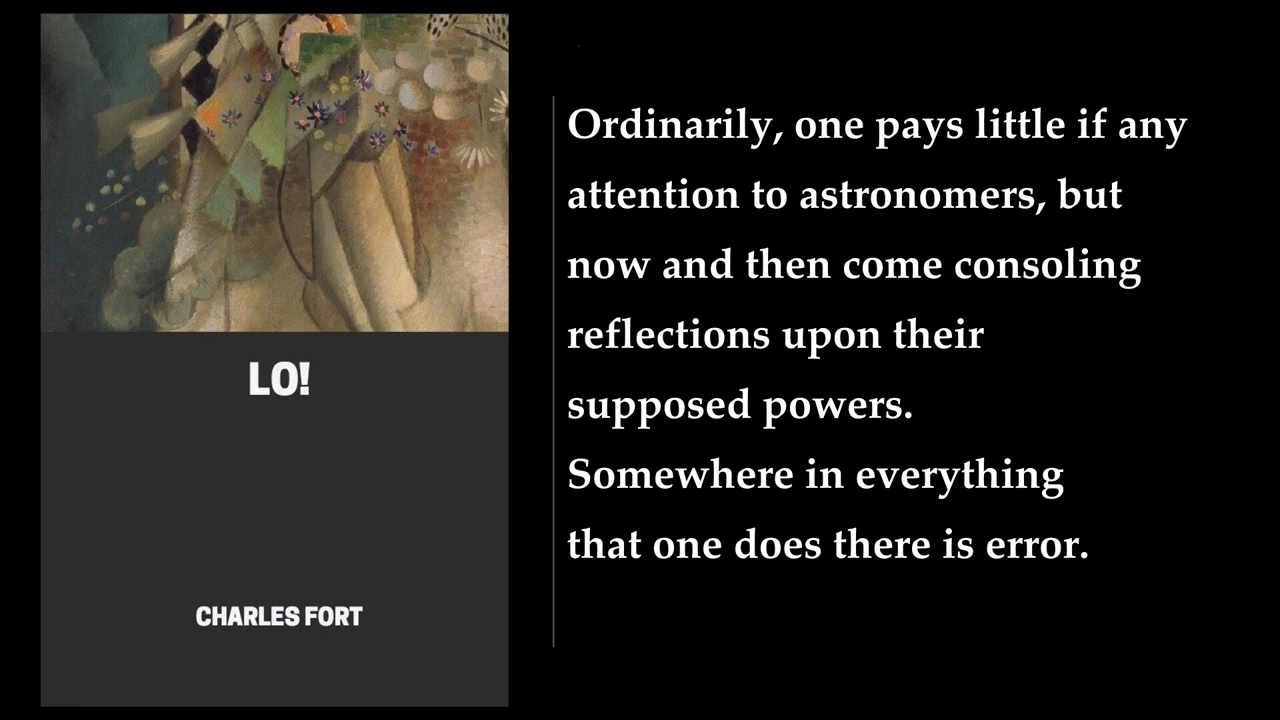 LO!
CHARLES FORT
Ordinarily, one pays little if any
attention to astronomers, but
now and then come consoling
reflections upon their
supposed powers.
Somewhere in everything
that one does there is error.